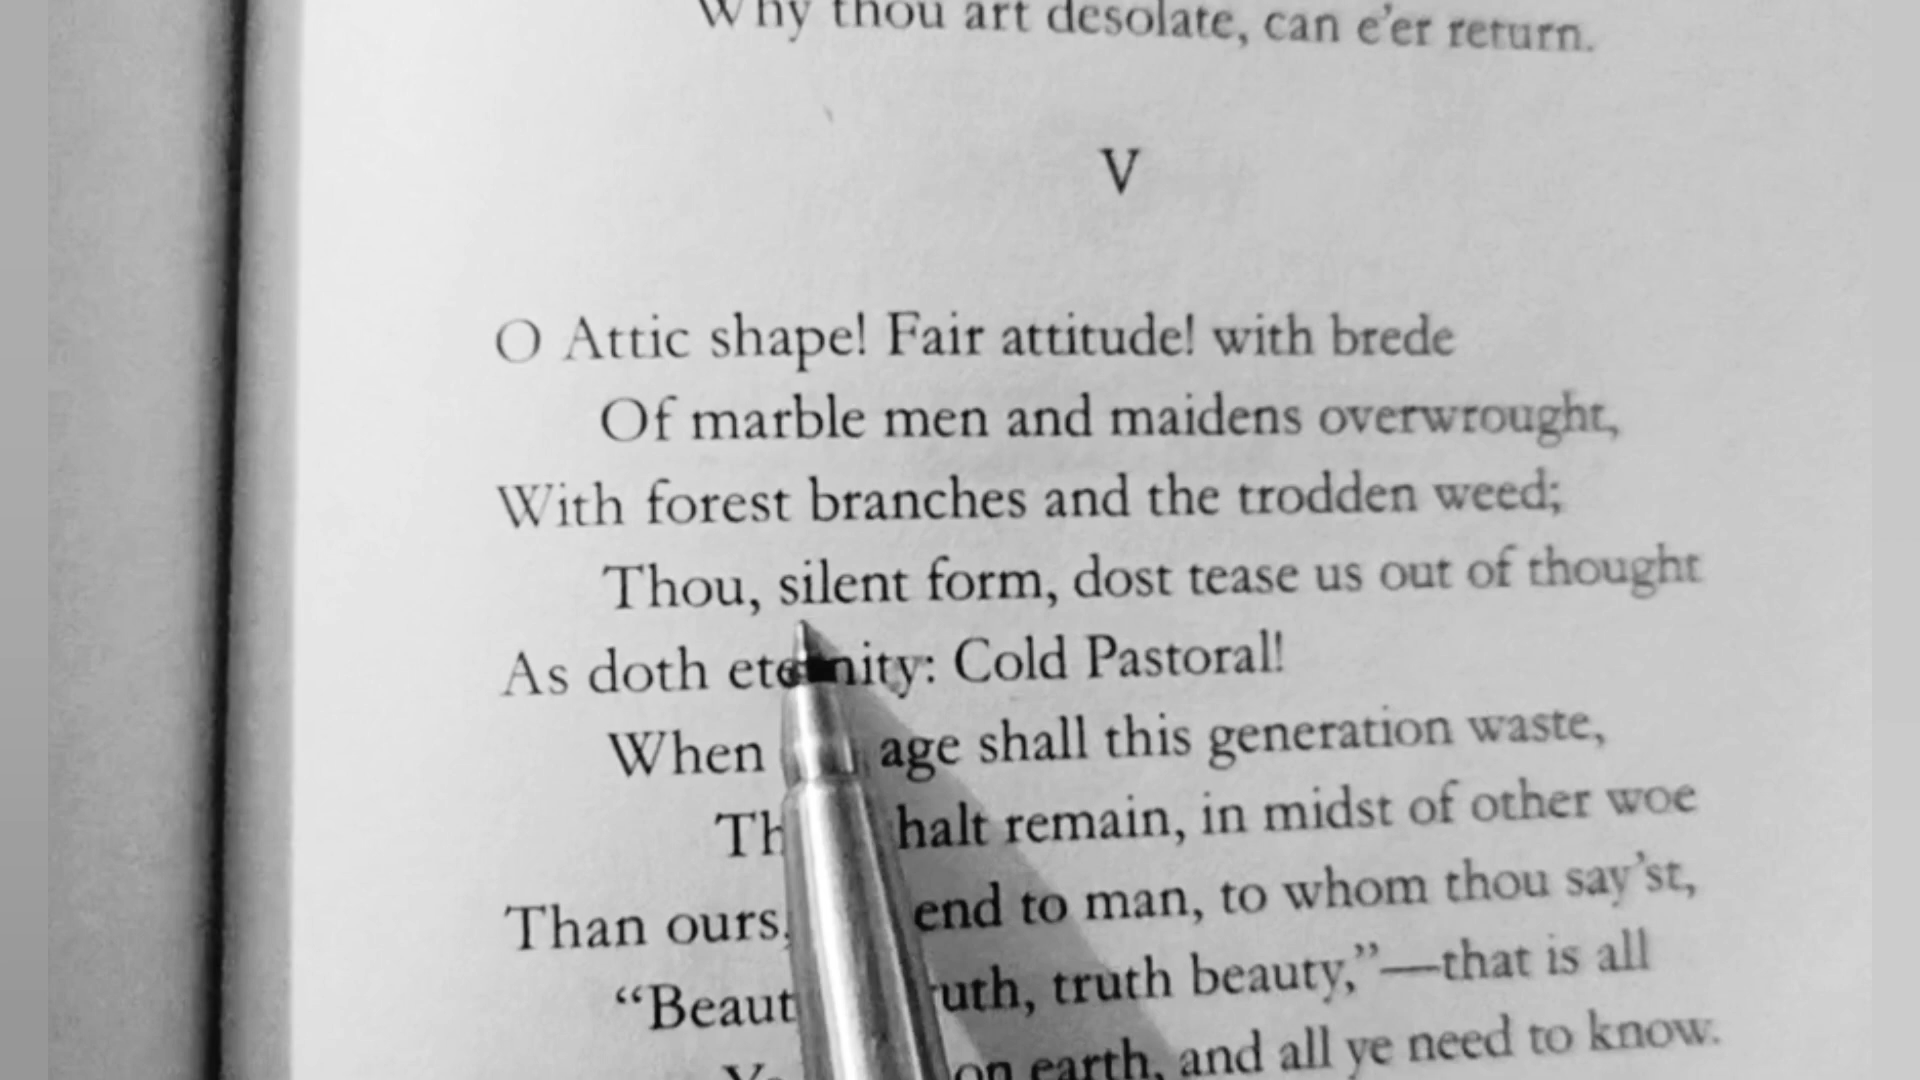 Why thou art desolate, can e'er return.
V
O Attic shape! Fair attitude! with brede
Of marble men and maidens overwrought,
With forest branches and the trodden weed;
Thou, silent form, dost tease us out of thought
As doth eternity: Cold Pastoral!
When age shall this generation waste,
halt remain, in midst of other woe
Than ours, end to man, to whom thou say'st,
“Beaut uth, truth beauty,”—that is all
on earth, and all ye need to know.